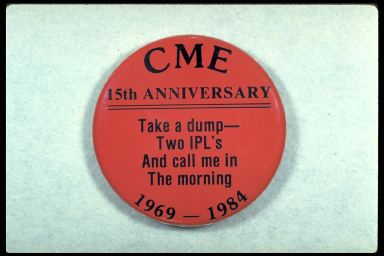 CME
15th ANNIVERSARY
Take a dump—
Two IPL's
And call me in
The morning
1969 — 1984